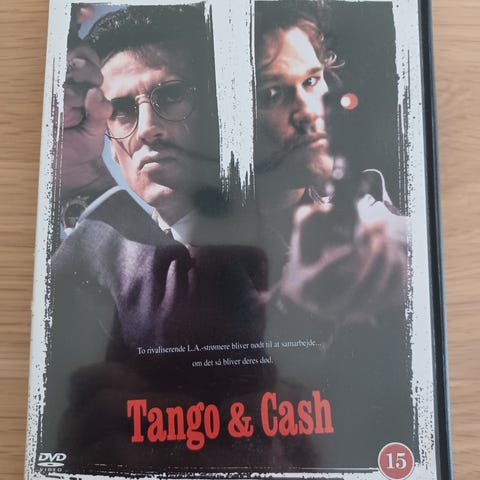 To rivaliserende L.A.-strømere bliver nødt til at samarbejde...
om det så bliver deres død.
Tango & Cash
DVD
VIDEO
15